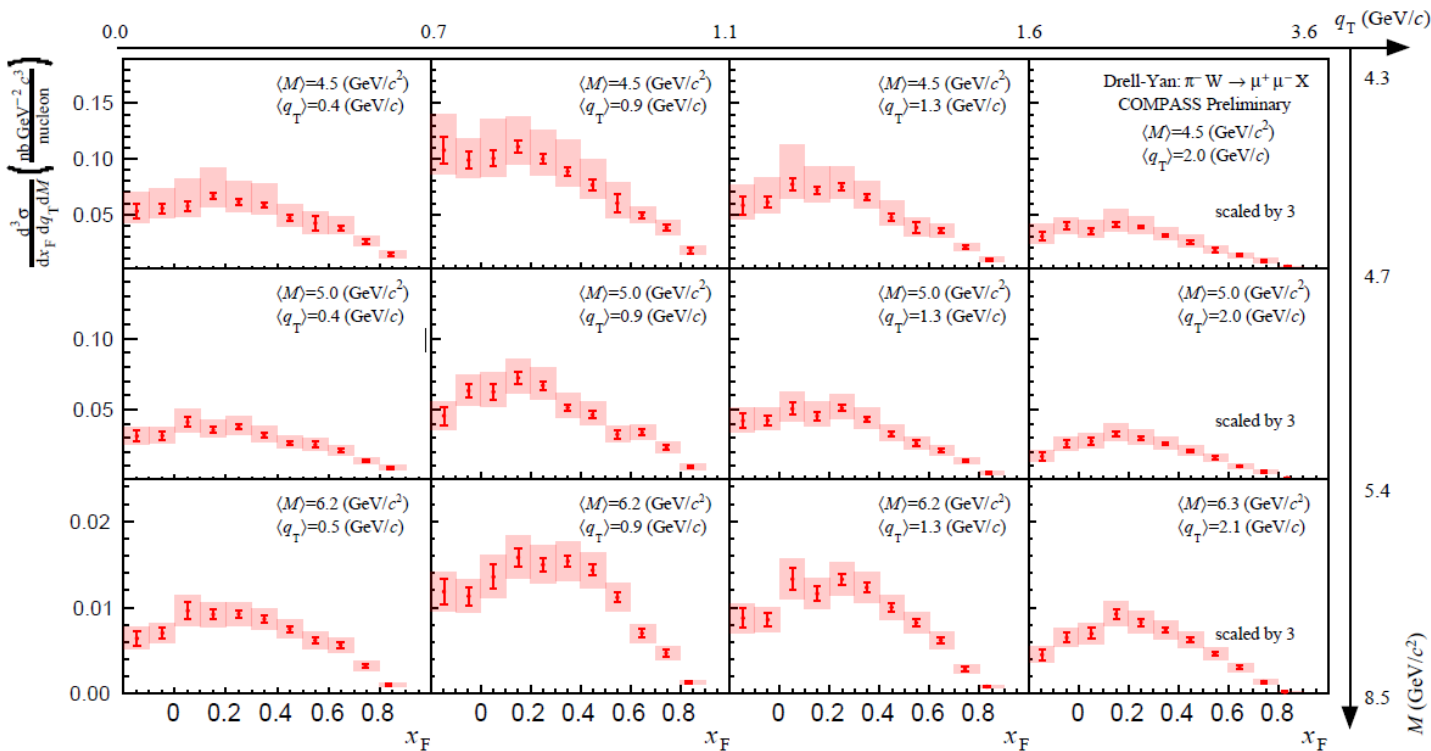 q_T (GeV/c)
0.0 0.7 1.1 1.6 3.6
d³σ / dx_F dq_T dM (nb GeV⁻² c³ / nucleon)
⟨M⟩=4.5 (GeV/c²)
⟨q_T⟩=0.4 (GeV/c)
⟨M⟩=4.5 (GeV/c²)
⟨q_T⟩=0.9 (GeV/c)
⟨M⟩=4.5 (GeV/c²)
⟨q_T⟩=1.3 (GeV/c)
Drell-Yan: π⁻ W → μ⁺ μ⁻ X
COMPASS Preliminary
⟨M⟩=4.5 (GeV/c²)
⟨q_T⟩=2.0 (GeV/c)
scaled by 3
4.3
0.15
0.10
0.05
4.7
⟨M⟩=5.0 (GeV/c²)
⟨q_T⟩=0.4 (GeV/c)
⟨M⟩=5.0 (GeV/c²)
⟨q_T⟩=0.9 (GeV/c)
⟨M⟩=5.0 (GeV/c²)
⟨q_T⟩=1.3 (GeV/c)
⟨M⟩=5.0 (GeV/c²)
⟨q_T⟩=2.0 (GeV/c)
scaled by 3
0.10
0.05
5.4
⟨M⟩=6.2 (GeV/c²)
⟨q_T⟩=0.5 (GeV/c)
⟨M⟩=6.2 (GeV/c²)
⟨q_T⟩=0.9 (GeV/c)
⟨M⟩=6.2 (GeV/c²)
⟨q_T⟩=1.3 (GeV/c)
⟨M⟩=6.3 (GeV/c²)
⟨q_T⟩=2.1 (GeV/c)
scaled by 3
0.02
0.01
0.00
8.5
M (GeV/c²)
0 0.2 0.4 0.6 0.8 0 0.2 0.4 0.6 0.8 0 0.2 0.4 0.6 0.8 0 0.2 0.4 0.6 0.8
x_F x_F x_F x_F